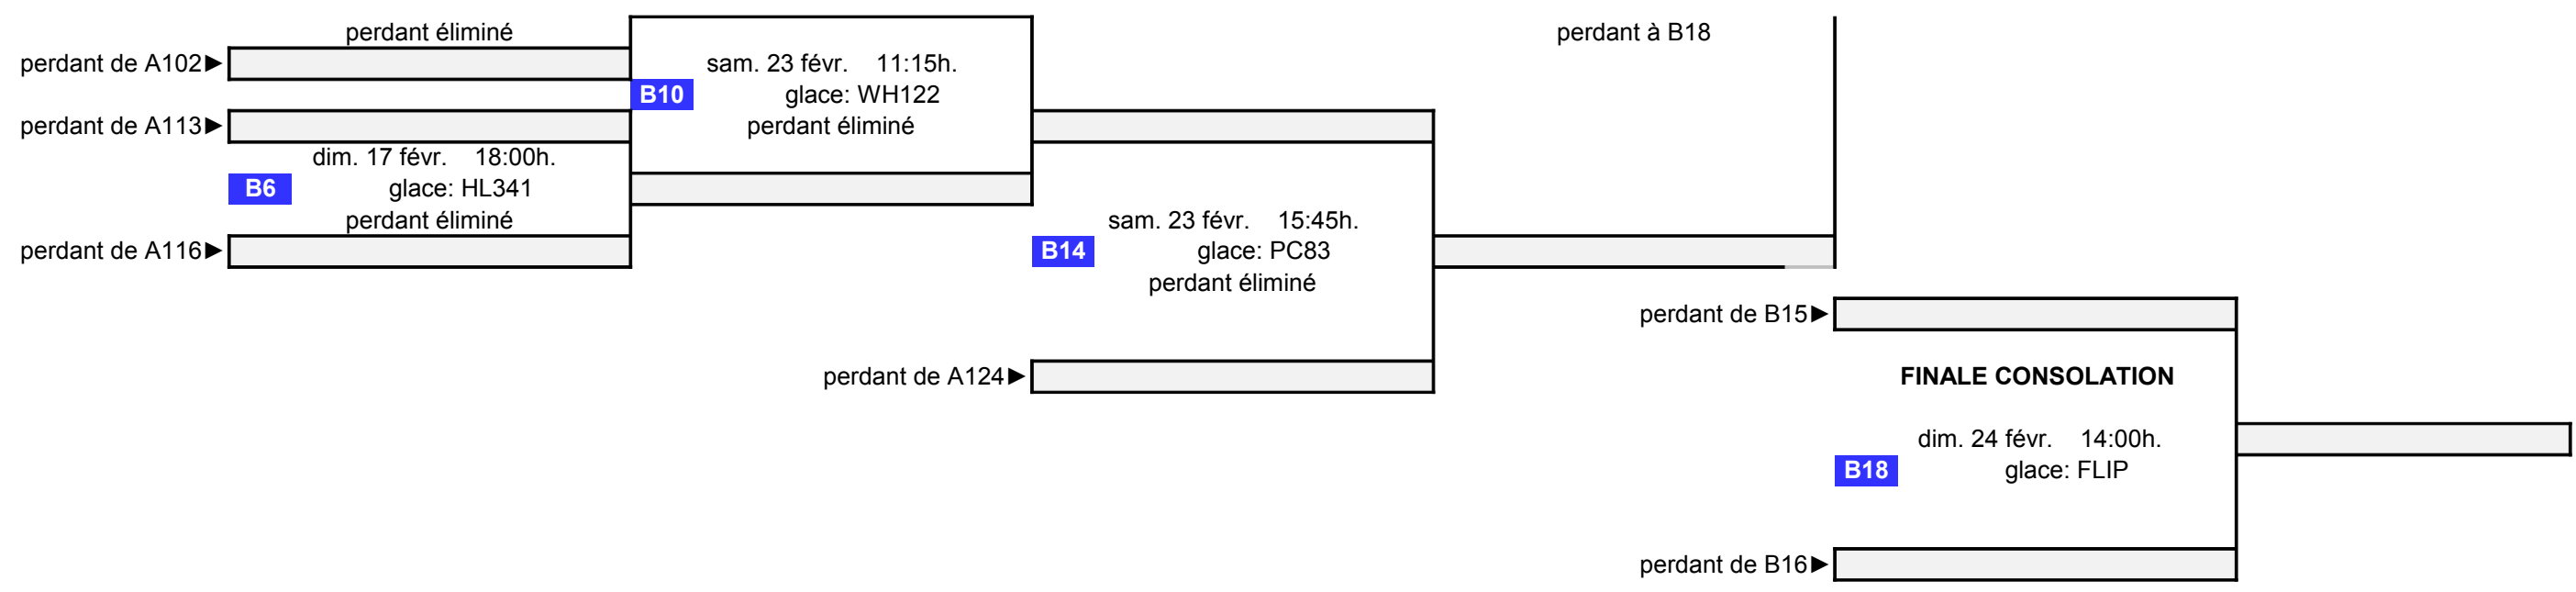 perdant éliminé
perdant à B18
perdant de A102►
sam. 23 févr. 11:15h.
B10
glace: WH122
perdant de A113►
perdant éliminé
dim. 17 févr. 18:00h.
B6
glace: HL341
perdant éliminé
sam. 23 févr. 15:45h.
perdant de A116►
B14
glace: PC83
perdant éliminé
perdant de B15►
perdant de A124►
FINALE CONSOLATION
dim. 24 févr. 14:00h.
B18
glace: FLIP
perdant de B16►